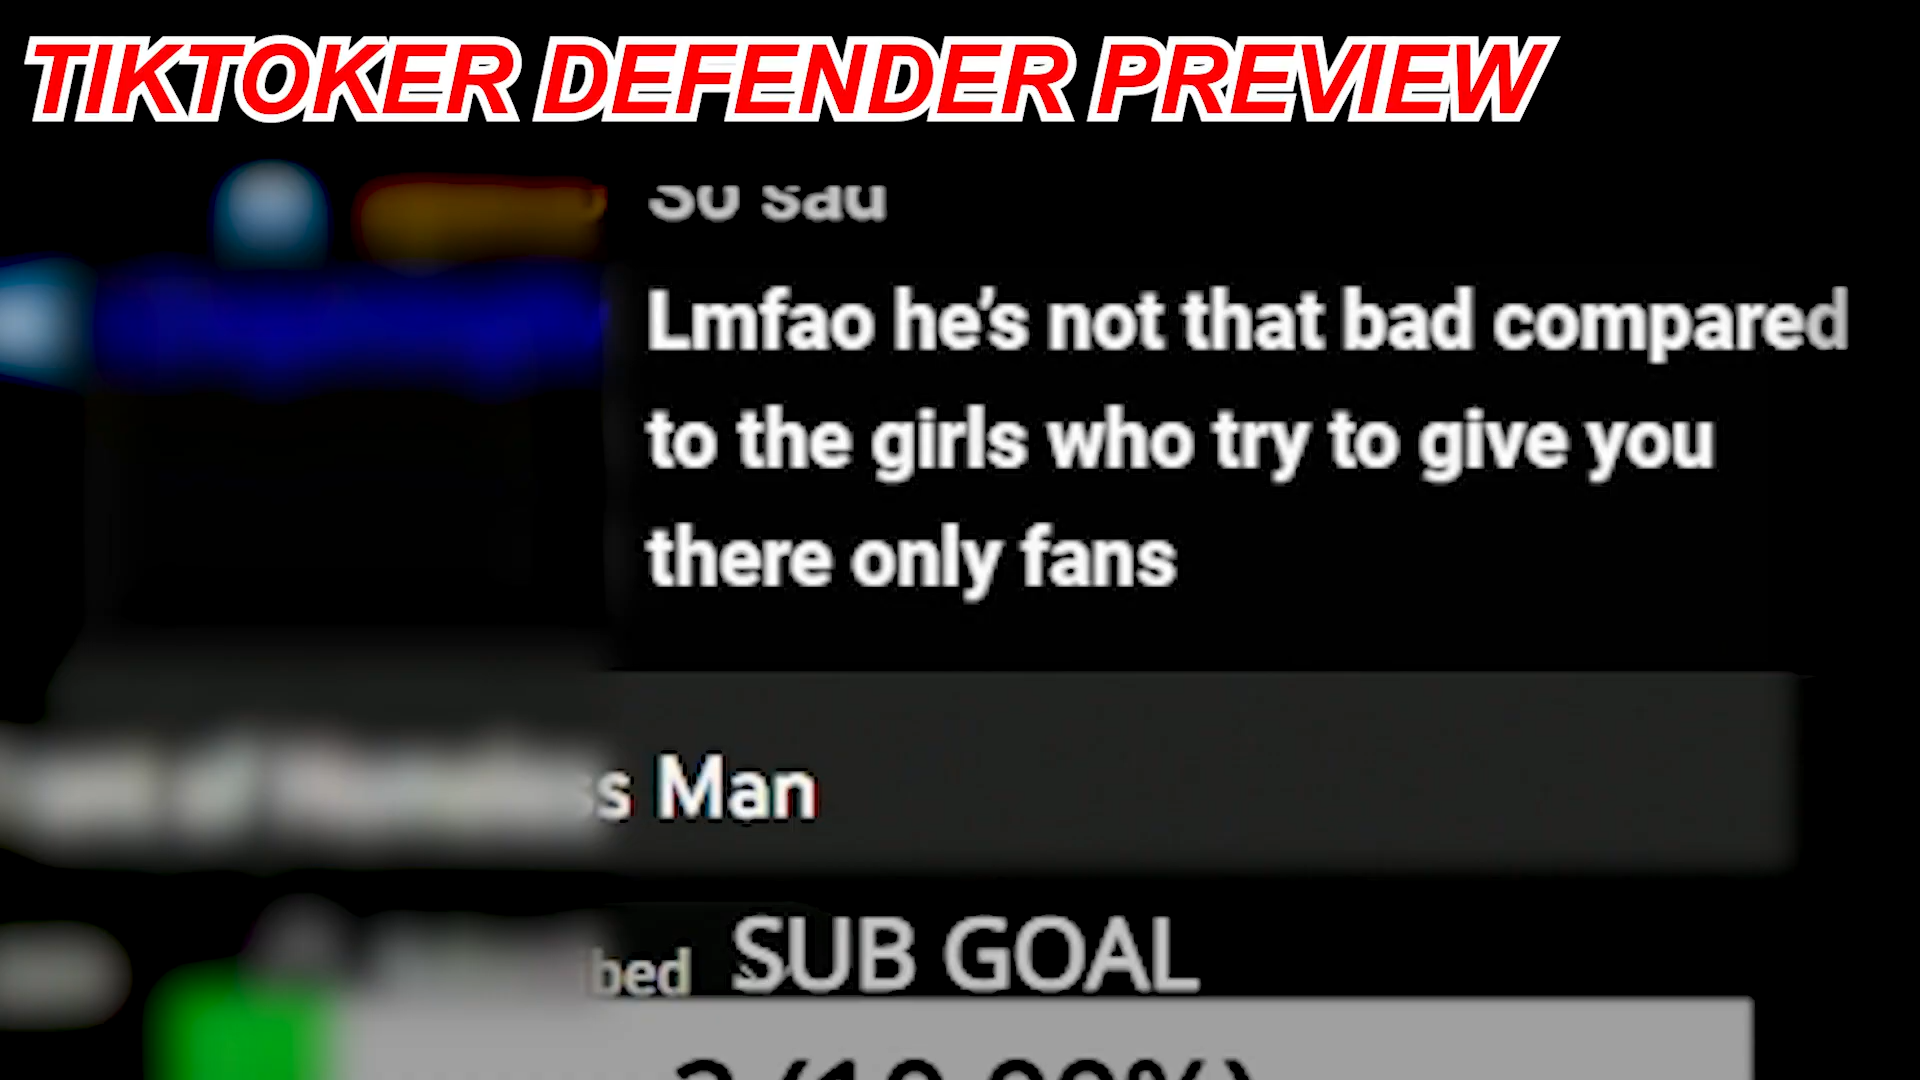 TIKTOKER DEFENDER PREVIEW
So sad
Lmfao he's not that bad compared
to the girls who try to give you
there only fans
Man
SUB GOAL